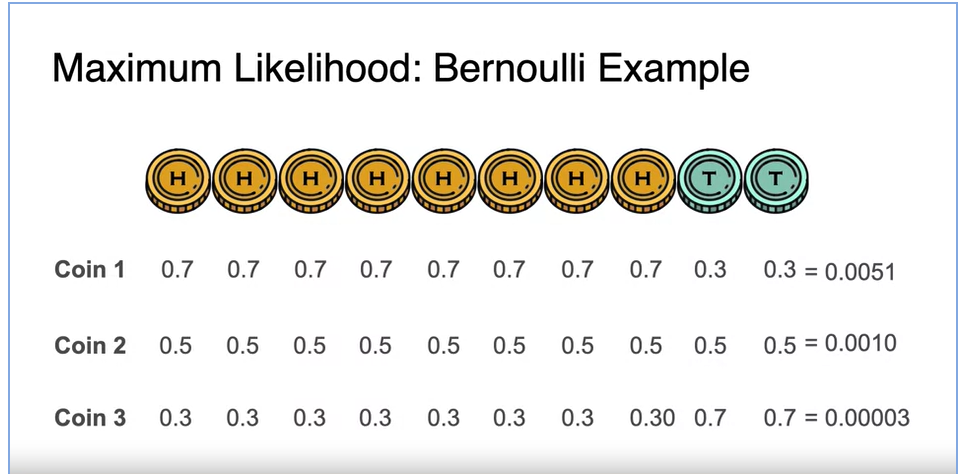 Maximum Likelihood: Bernoulli Example
H H H H H H H H T T
Coin 1 0.7 0.7 0.7 0.7 0.7 0.7 0.7 0.7 0.3 0.3 = 0.0051
Coin 2 0.5 0.5 0.5 0.5 0.5 0.5 0.5 0.5 0.5 0.5 = 0.0010
Coin 3 0.3 0.3 0.3 0.3 0.3 0.3 0.3 0.30 0.7 0.7 = 0.00003